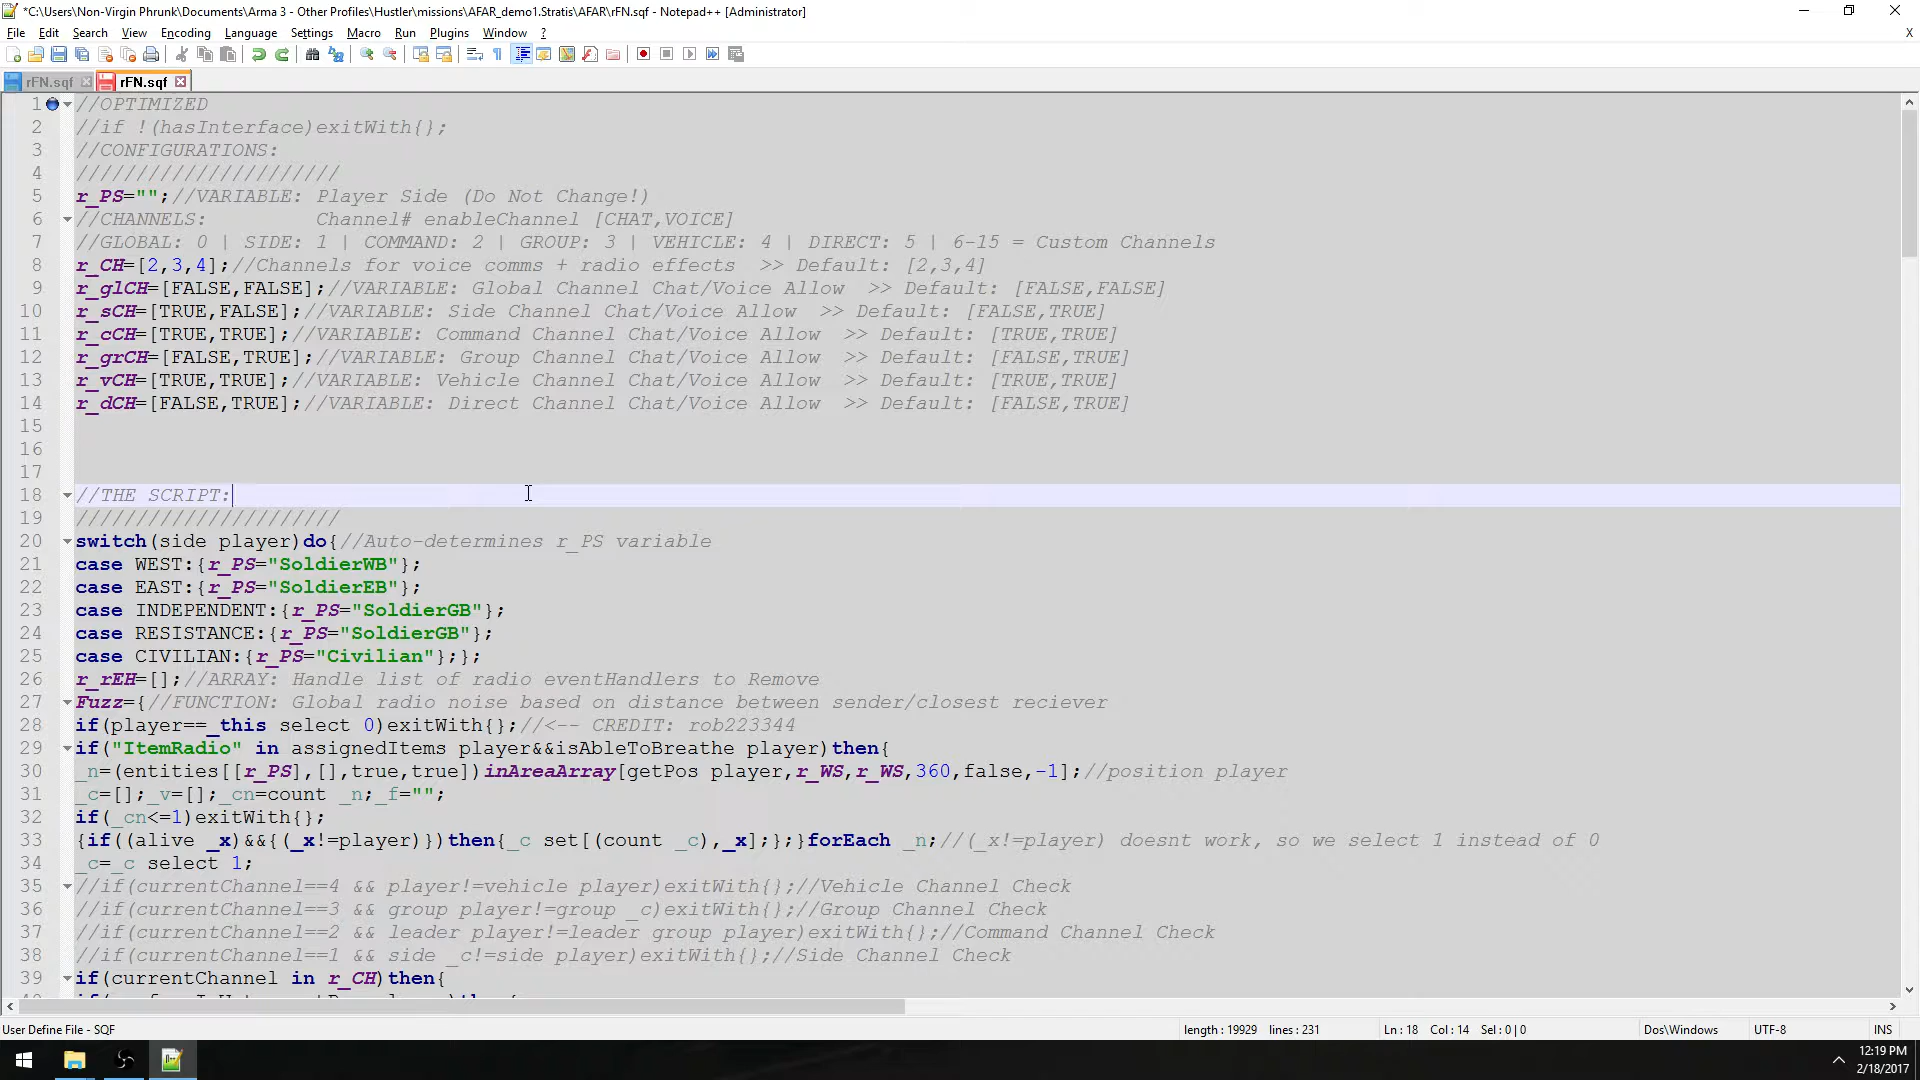 *C:\Users\Non-Virgin Phrunk\Documents\Arma 3 - Other Profiles\Hustler\missions\AFAR_demo1.Stratis\AFAR\rFN.sqf - Notepad++ [Administrator]
File Edit Search View Encoding Language Settings Macro Run Plugins Window ? X
rFN.sqf rFN.sqf
1 //OPTIMIZED
2 //if !(hasInterface)exitWith{};
3 //CONFIGURATIONS:
4 //////////////////////
5 r_PS="";//VARIABLE: Player Side (Do Not Change!)
6 //CHANNELS:         Channel# enableChannel [CHAT,VOICE]
7 //GLOBAL: 0 | SIDE: 1 | COMMAND: 2 | GROUP: 3 | VEHICLE: 4 | DIRECT: 5 | 6-15 = Custom Channels
8 r_CH=[2,3,4];//Channels for voice comms + radio effects  >> Default: [2,3,4]
9 r_glCH=[FALSE,FALSE];//VARIABLE: Global Channel Chat/Voice Allow  >> Default: [FALSE,FALSE]
10 r_sCH=[TRUE,FALSE];//VARIABLE: Side Channel Chat/Voice Allow  >> Default: [FALSE,TRUE]
11 r_cCH=[TRUE,TRUE];//VARIABLE: Command Channel Chat/Voice Allow  >> Default: [TRUE,TRUE]
12 r_grCH=[FALSE,TRUE];//VARIABLE: Group Channel Chat/Voice Allow  >> Default: [FALSE,TRUE]
13 r_vCH=[TRUE,TRUE];//VARIABLE: Vehicle Channel Chat/Voice Allow  >> Default: [TRUE,TRUE]
14 r_dCH=[FALSE,TRUE];//VARIABLE: Direct Channel Chat/Voice Allow  >> Default: [FALSE,TRUE]
15
16
17
18 //THE SCRIPT:
19 //////////////////////
20 switch(side player)do{//Auto-determines r_PS variable
21 case WEST:{r_PS="SoldierWB"};
22 case EAST:{r_PS="SoldierEB"};
23 case INDEPENDENT:{r_PS="SoldierGB"};
24 case RESISTANCE:{r_PS="SoldierGB"};
25 case CIVILIAN:{r_PS="Civilian"};};
26 r_rEH=[];//ARRAY: Handle list of radio eventHandlers to Remove
27 Fuzz={//FUNCTION: Global radio noise based on distance between sender/closest reciever
28 if(player==_this select 0)exitWith{};//<-- CREDIT: rob223344
29 if("ItemRadio" in assignedItems player&&isAbleToBreathe player)then{
30 _n=(entities[[r_PS],[],true,true])inAreaArray[getPos player,r_WS,r_WS,360,false,-1];//position player
31 _c=[];_v=[];_cn=count _n;_f="";
32 if(_cn<=1)exitWith{};
33 {if((alive _x)&&{(_x!=player)})then{_c set[(count _c),_x];};}forEach _n;//(_x!=player) doesnt work, so we select 1 instead of 0
34 _c=_c select 1;
35 //if(currentChannel==4 && player!=vehicle player)exitWith{};//Vehicle Channel Check
36 //if(currentChannel==3 && group player!=group _c)exitWith{};//Group Channel Check
37 //if(currentChannel==2 && leader player!=leader group player)exitWith{};//Command Channel Check
38 //if(currentChannel==1 && side _c!=side player)exitWith{};//Side Channel Check
39 if(currentChannel in r_CH)then{
User Define File - SQF length : 19929 lines : 231 Ln : 18 Col : 14 Sel : 0 | 0 Dos\Windows UTF-8 INS
12:19 PM
2/18/2017